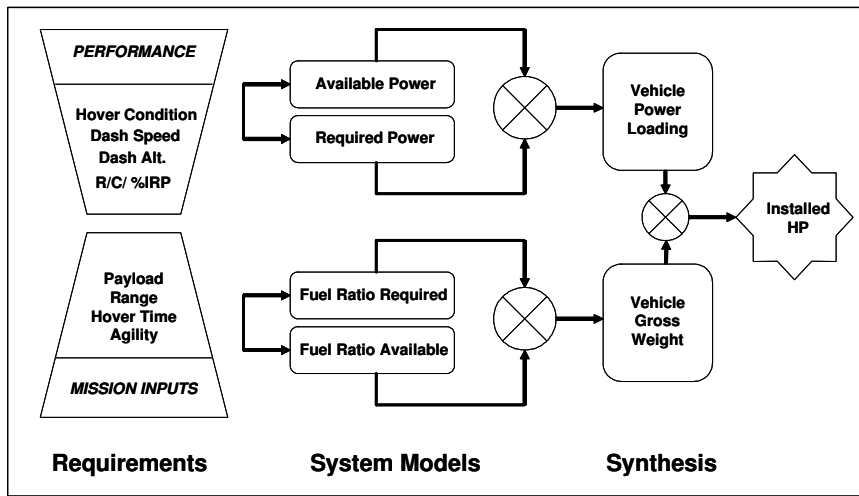 PERFORMANCE
Hover Condition
Dash Speed
Dash Alt.
R/C/ %IRP
Payload
Range
Hover Time
Agility
MISSION INPUTS
Requirements
Available Power
Required Power
Fuel Ratio Required
Fuel Ratio Available
System Models
Vehicle
Power
Loading
Vehicle
Gross
Weight
Installed
HP
Synthesis